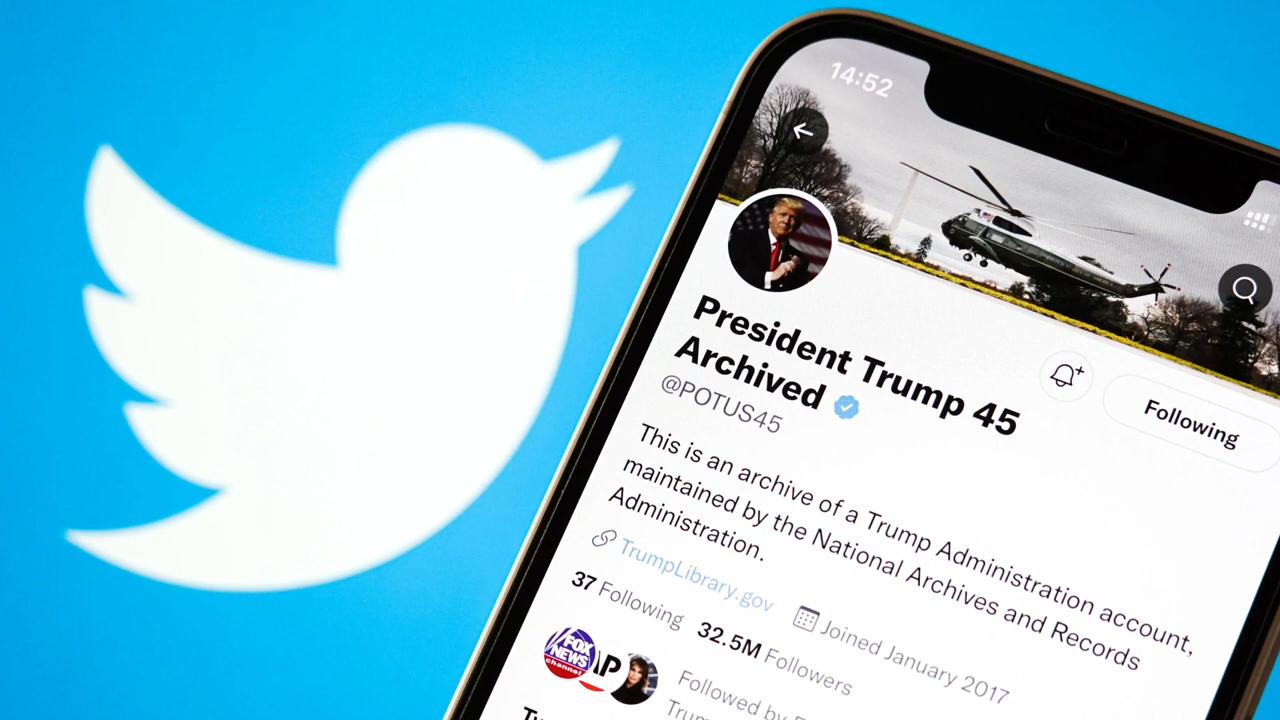 14:52
President Trump 45
Archived
Following
@POTUS45
This is an archive of a Trump Administration account,
maintained by the National Archives and Records
Administration.
TrumpLibrary.gov Joined January 2017
37 Following 32.5M Followers
FOX
NEWS
channel
AP
Followed by
Trum